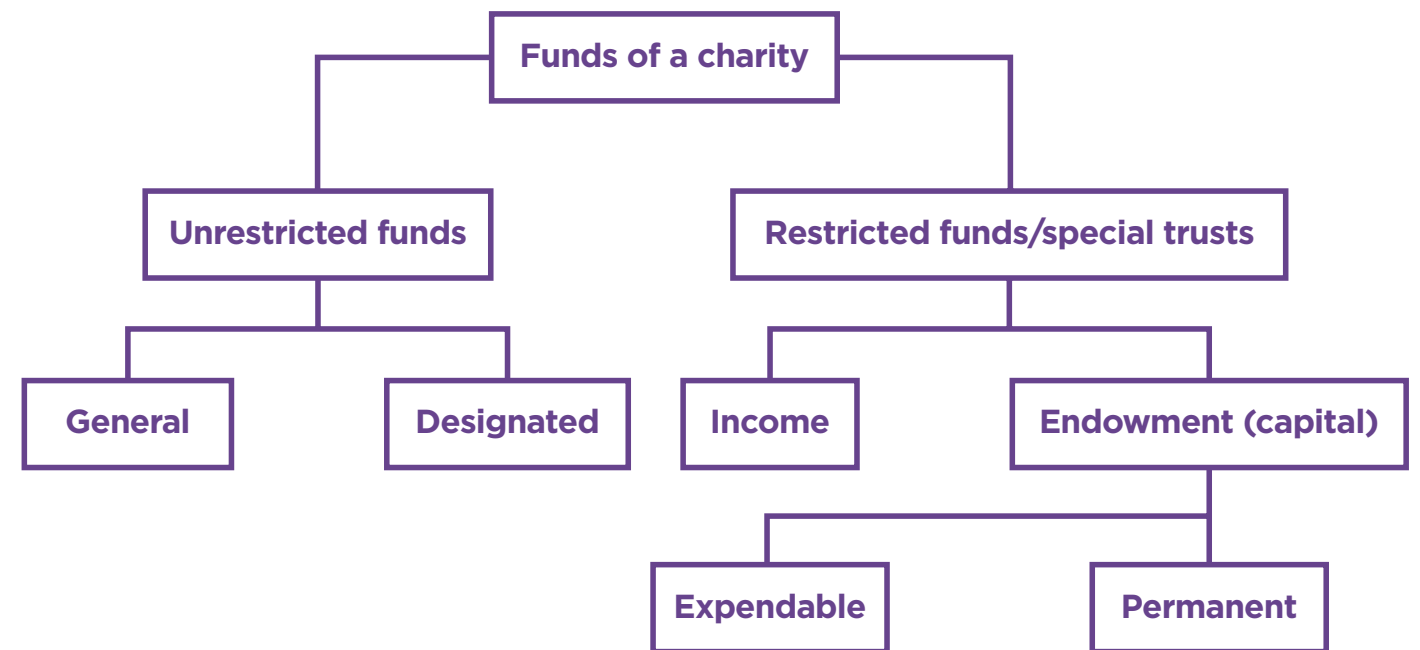 Funds of a charity
Unrestricted funds
Restricted funds/special trusts
General
Designated
Income
Endowment (capital)
Expendable
Permanent